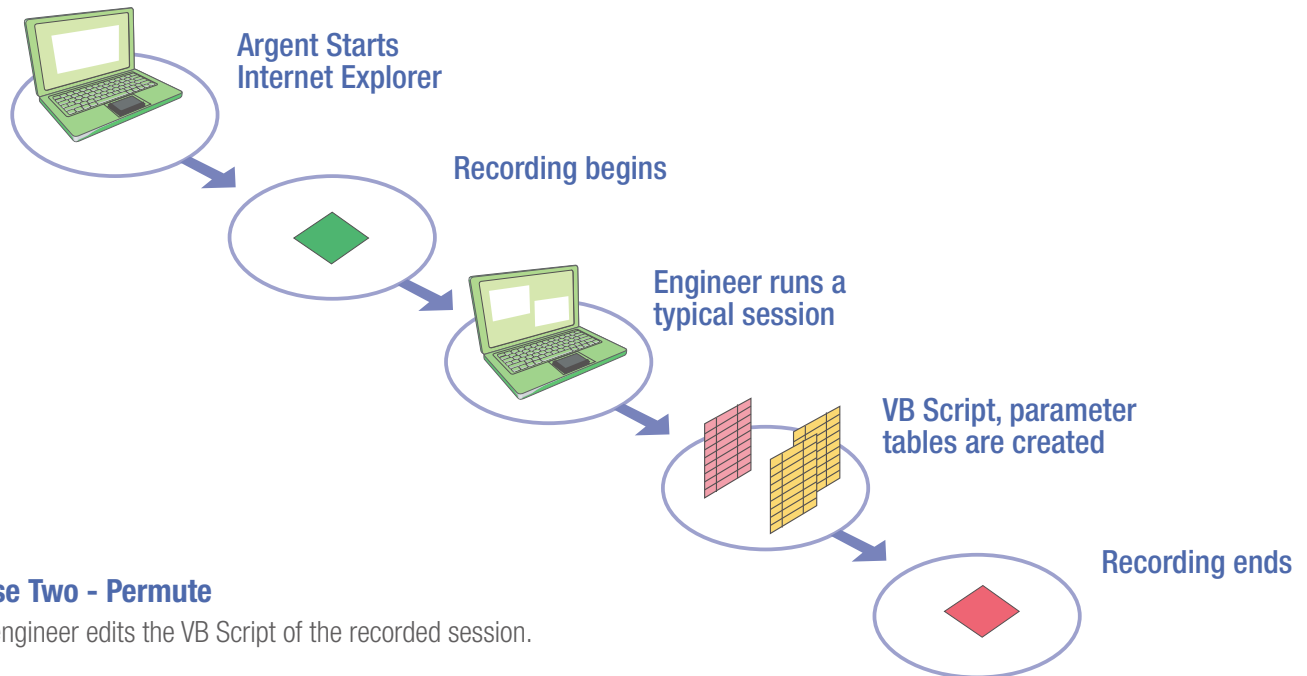 Argent Starts
Internet Explorer
Recording begins
Engineer runs a
typical session
VB Script, parameter
tables are created
Recording ends
se Two - Permute
engineer edits the VB Script of the recorded session.